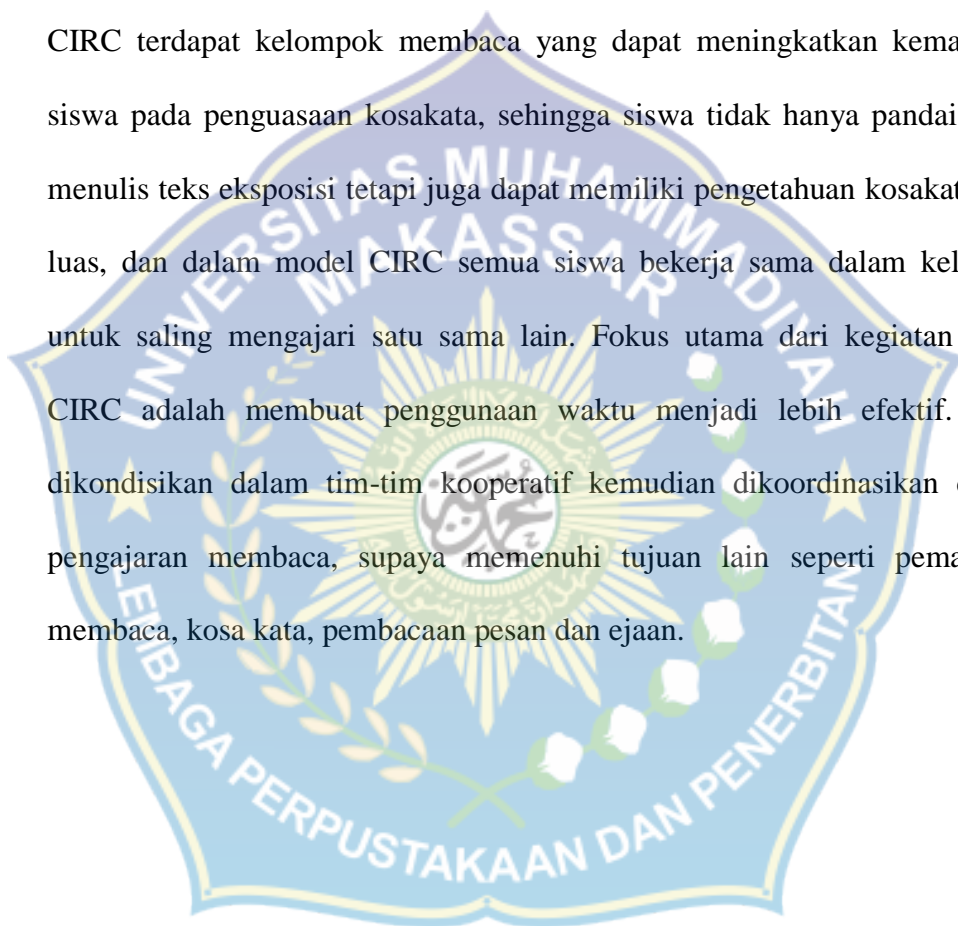 CIRC terdapat kelompok membaca yang dapat meningkatkan kema
siswa pada penguasaan kosakata, sehingga siswa tidak hanya pandai
menulis teks eksposisi tetapi juga dapat memiliki pengetahuan kosakat
luas, dan dalam model CIRC semua siswa bekerja sama dalam kel
untuk saling mengajari satu sama lain. Fokus utama dari kegiatan
CIRC adalah membuat penggunaan waktu menjadi lebih efektif.
dikondisikan dalam tim-tim kooperatif kemudian dikoordinasikan
pengajaran membaca, supaya memenuhi tujuan lain seperti pema
membaca, kosa kata, pembacaan pesan dan ejaan.
UNIVERSITAS MUHAMMADIYAH
MAKASSAR
LEMBAGA PERPUSTAKAAN DAN PENERBITAN